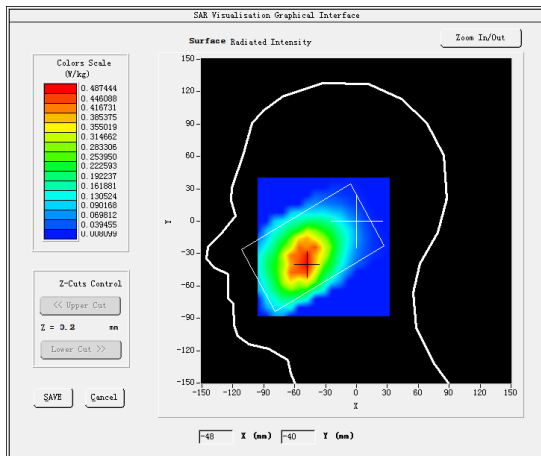 SAR Visualisation Graphical Interface
Surface Radiated Intensity
Zoom In/Out
Colors Scale
(W/kg)
0.487444
0.446088
0.416731
0.385375
0.355019
0.314662
0.283306
0.253950
0.222593
0.192237
0.161881
0.130524
0.090168
0.069812
0.039455
0.008099
Z-Cuts Control
<< Upper Cut
Z = 3.2 mm
Lower Cut >>
SAVE Cancel
150
120
90
60
30
0
-30
-60
-90
-120
-150
Y
-150 -120 -90 -60 -30 0 30 60 90 120 150
X
-48 X (mm) -40 Y (mm)